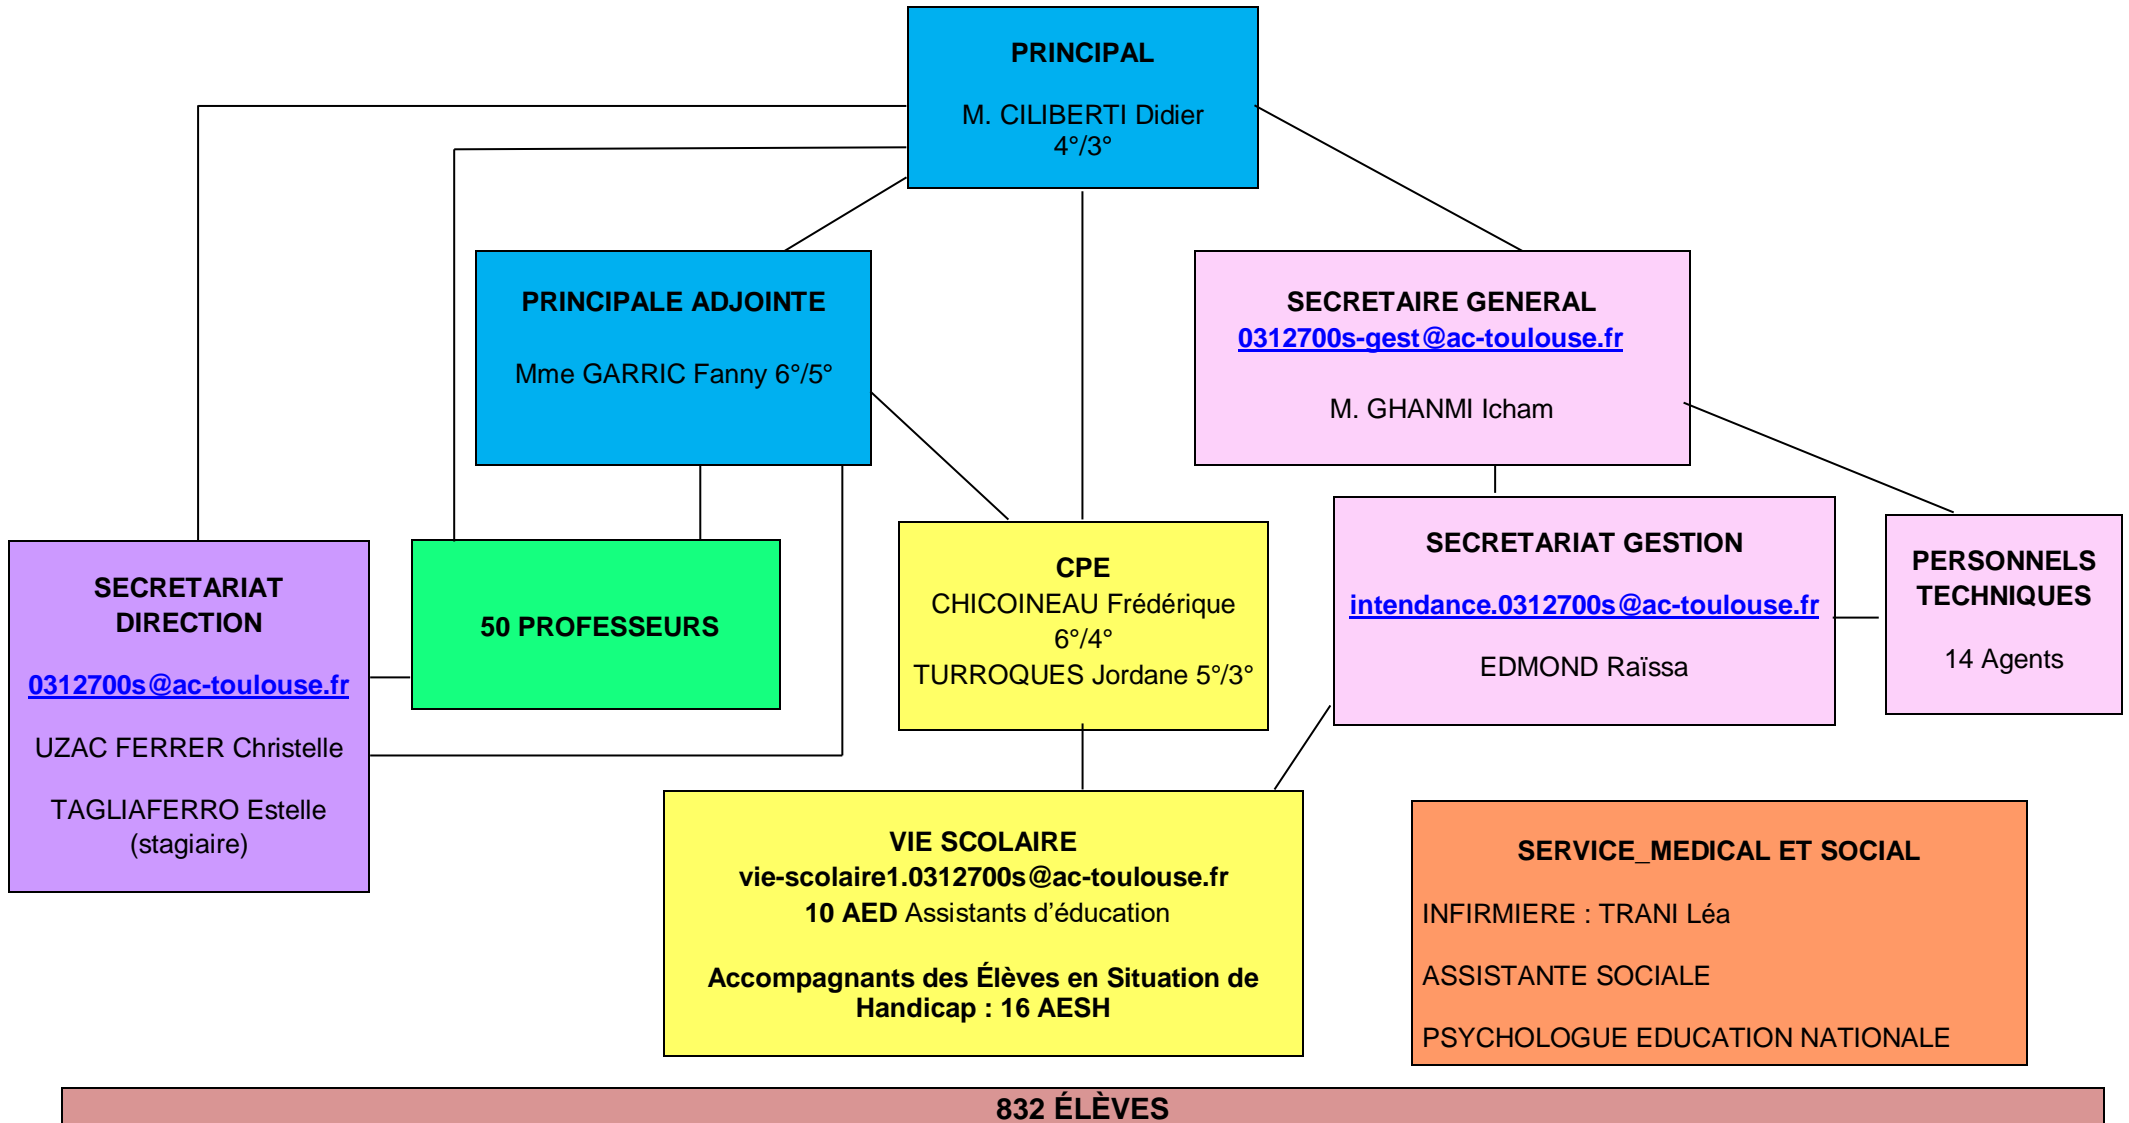 PRINCIPAL
M. CILIBERTI Didier
4°/3°
PRINCIPALE ADJOINTE
Mme GARRIC Fanny 6°/5°
SECRETAIRE GENERAL
0312700s-gest@ac-toulouse.fr
M. GHANMI Icham
SECRETARIAT
DIRECTION
0312700s@ac-toulouse.fr
UZAC FERRER Christelle
TAGLIAFERRO Estelle
(stagiaire)
50 PROFESSEURS
CPE
CHICOINEAU Frédérique
6°/4°
TURROQUES Jordane 5°/3°
SECRETARIAT GESTION
intendance.0312700s@ac-toulouse.fr
EDMOND Raïssa
PERSONNELS
TECHNIQUES
14 Agents
VIE SCOLAIRE
vie-scolaire1.0312700s@ac-toulouse.fr
10 AED Assistants d’éducation
Accompagnants des Élèves en Situation de
Handicap : 16 AESH
SERVICE_MEDICAL ET SOCIAL
INFIRMIERE : TRANI Léa
ASSISTANTE SOCIALE
PSYCHOLOGUE EDUCATION NATIONALE
832 ÉLÈVES